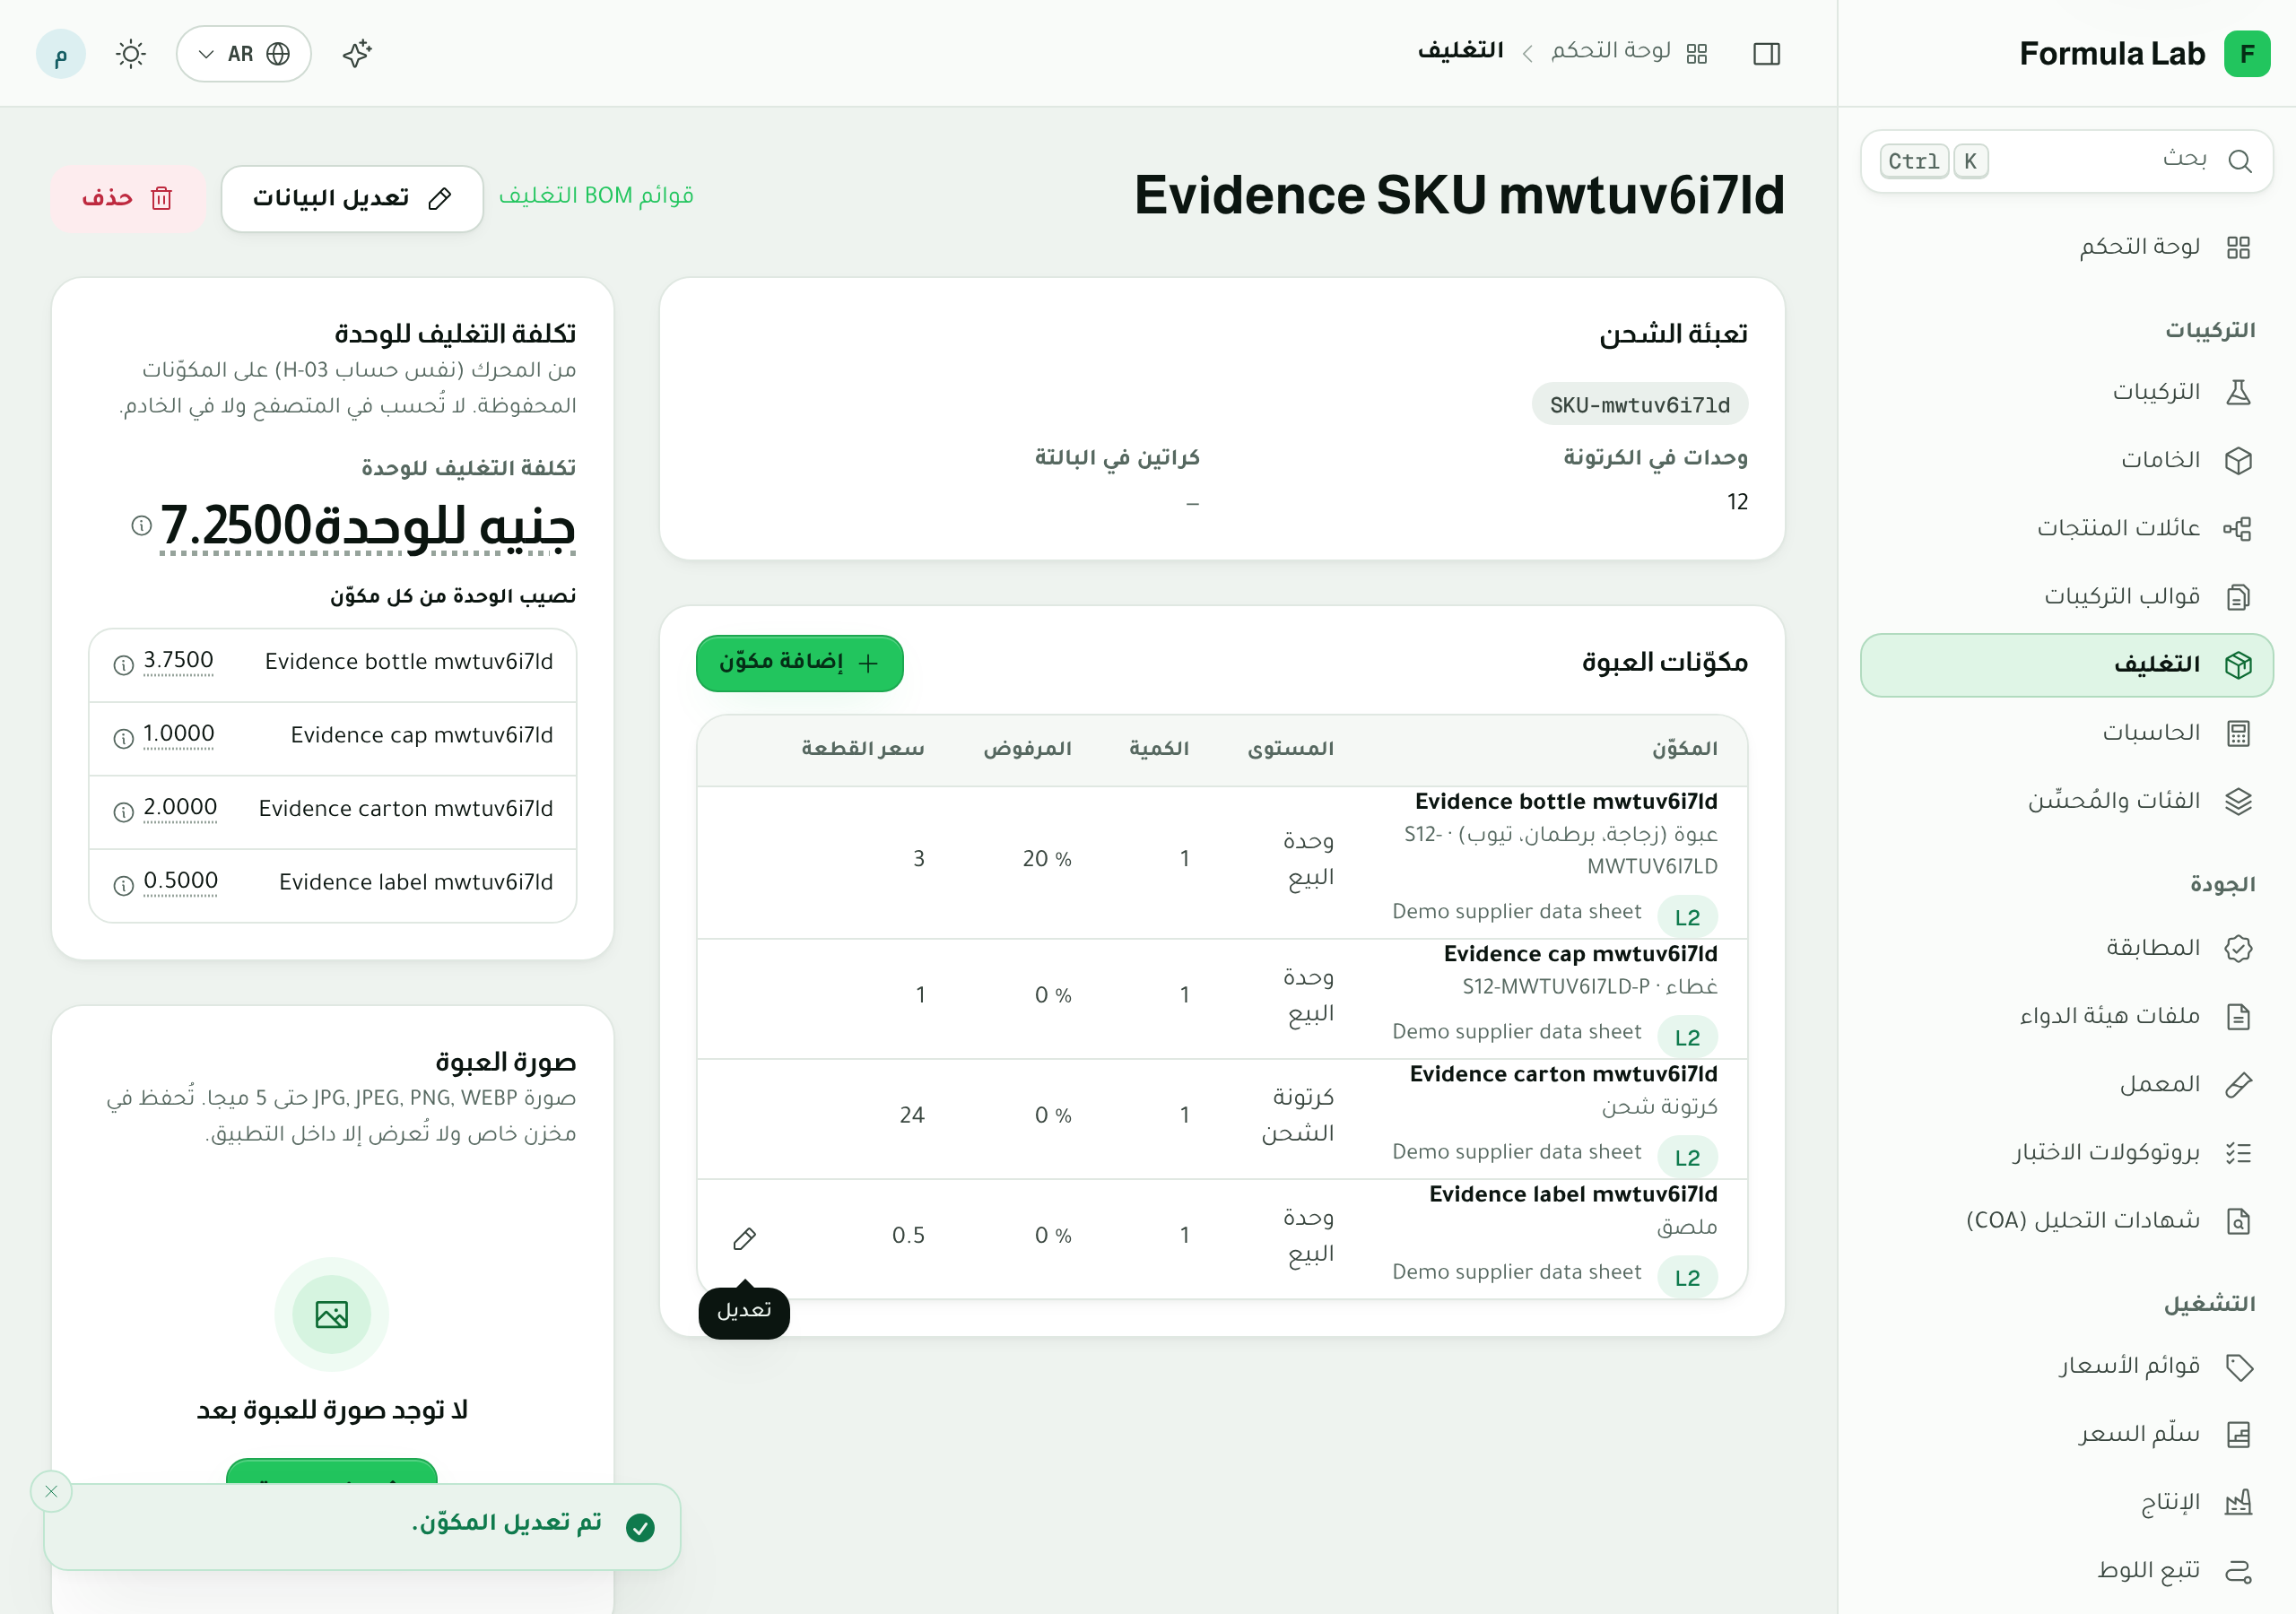 Formula Lab
F
بحث
Ctrl K
لوحة التحكم
التركيبات
التركيبات
الخامات
عائلات المنتجات
قوالب التركيبات
التغليف
الحاسبات
الفئات والمُحسِّن
الجودة
المطابقة
ملفات هيئة الدواء
المعمل
بروتوكولات الاختبار
شهادات التحليل (COA)
التشغيل
قوائم الأسعار
سلّم السعر
الإنتاج
تتبع اللوط
لوحة التحكم
التغليف
AR
م
Evidence SKU mwtuv6i7ld
قوائم BOM التغليف
تعديل البيانات
حذف
تعبئة الشحن
SKU-mwtuv6i7ld
وحدات في الكرتونة
كراتين في البالتة
12
–
مكوّنات العبوة
إضافة مكوّن
المكوّن المستوى الكمية المرفوض سعر القطعة
Evidence bottle mwtuv6i7ld
عبوة (زجاجة، برطمان، تيوب) · S12-
MWTUV6I7LD
L2 Demo supplier data sheet
وحدة
البيع
1
20 %
3
Evidence cap mwtuv6i7ld
غطاء · S12-MWTUV6I7LD-P
L2 Demo supplier data sheet
وحدة
البيع
1
0 %
1
Evidence carton mwtuv6i7ld
كرتونة شحن
L2 Demo supplier data sheet
كرتونة
الشحن
1
0 %
24
Evidence label mwtuv6i7ld
ملصق
L2 Demo supplier data sheet
وحدة
البيع
1
0 %
0.5
تعديل
تكلفة التغليف للوحدة
من المحرك (نفس حساب H-03) على المكوّنات
المحفوظة. لا تُحسب في المتصفح ولا في الخادم.
تكلفة التغليف للوحدة
جنيه للوحدة7.2500
نصيب الوحدة من كل مكوّن
Evidence bottle mwtuv6i7ld 3.7500
Evidence cap mwtuv6i7ld 1.0000
Evidence carton mwtuv6i7ld 2.0000
Evidence label mwtuv6i7ld 0.5000
صورة العبوة
صورة JPG, JPEG, PNG, WEBP حتى 5 ميجا. تُحفظ في
مخزن خاص ولا تُعرض إلا داخل التطبيق.
لا توجد صورة للعبوة بعد
تم تعديل المكوّن.